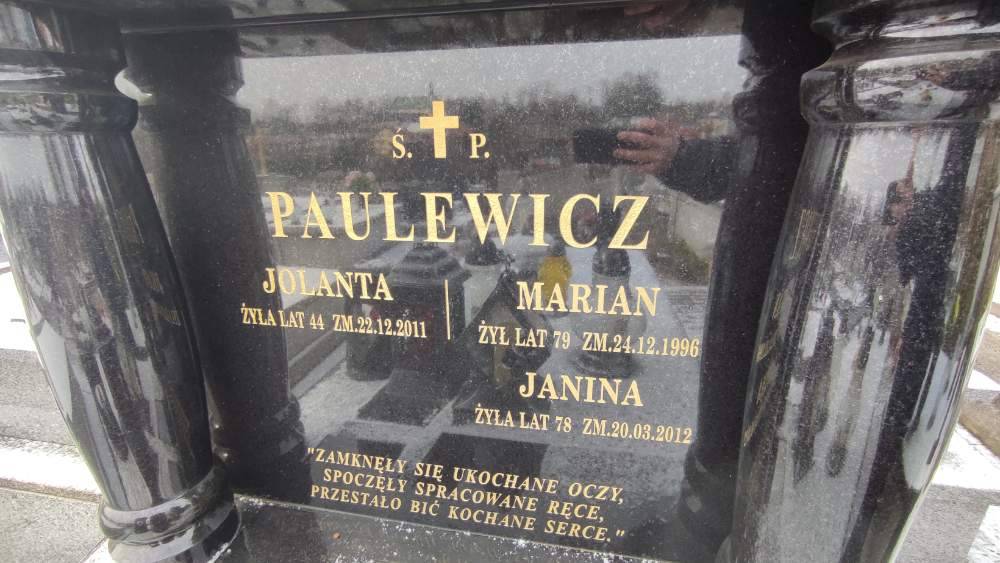 Ś. P.
PAULEWICZ
JOLANTA
ŻYŁA LAT 44 ZM.22.12.2011
MARIAN
ŻYŁ LAT 79 ZM.24.12.1996
JANINA
ŻYŁA LAT 78 ZM.20.03.2012
"ZAMKNĘŁY SIĘ UKOCHANE OCZY,
SPOCZĘŁY SPRACOWANE RĘCE,
PRZESTAŁO BIĆ KOCHANE SERCE."